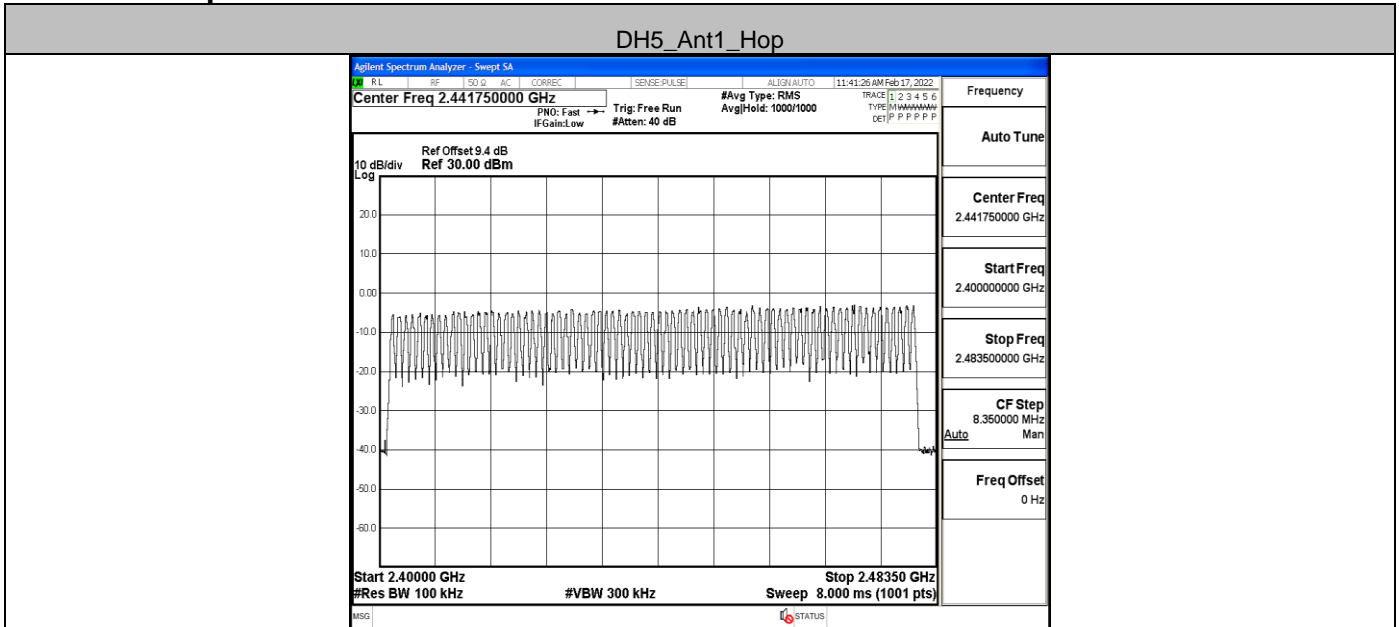 DH5_Ant1_Hop
Agilent Spectrum Analyzer - Swept SA
RL RF 50 Ω AC CORREC SENSE:PULSE ALIGNAUTO 11:41:26 AM Feb 17, 2022
Center Freq 2.441750000 GHz
PNO: Fast
IFGain:Low
Trig: Free Run
#Atten: 40 dB
#Avg Type: RMS
Avg|Hold: 1000/1000
TRACE 1 2 3 4 5 6
TYPE M
DET P P P P P P
Ref Offset 9.4 dB
10 dB/div Ref 30.00 dBm
Log
20.0
10.0
0.00
-10.0
-20.0
-30.0
-40.0
-50.0
-60.0
Start 2.40000 GHz Stop 2.48350 GHz
#Res BW 100 kHz #VBW 300 kHz Sweep 8.000 ms (1001 pts)
MSG STATUS
Frequency
Auto Tune
Center Freq
2.441750000 GHz
Start Freq
2.400000000 GHz
Stop Freq
2.483500000 GHz
CF Step
8.350000 MHz
Auto Man
Freq Offset
0 Hz